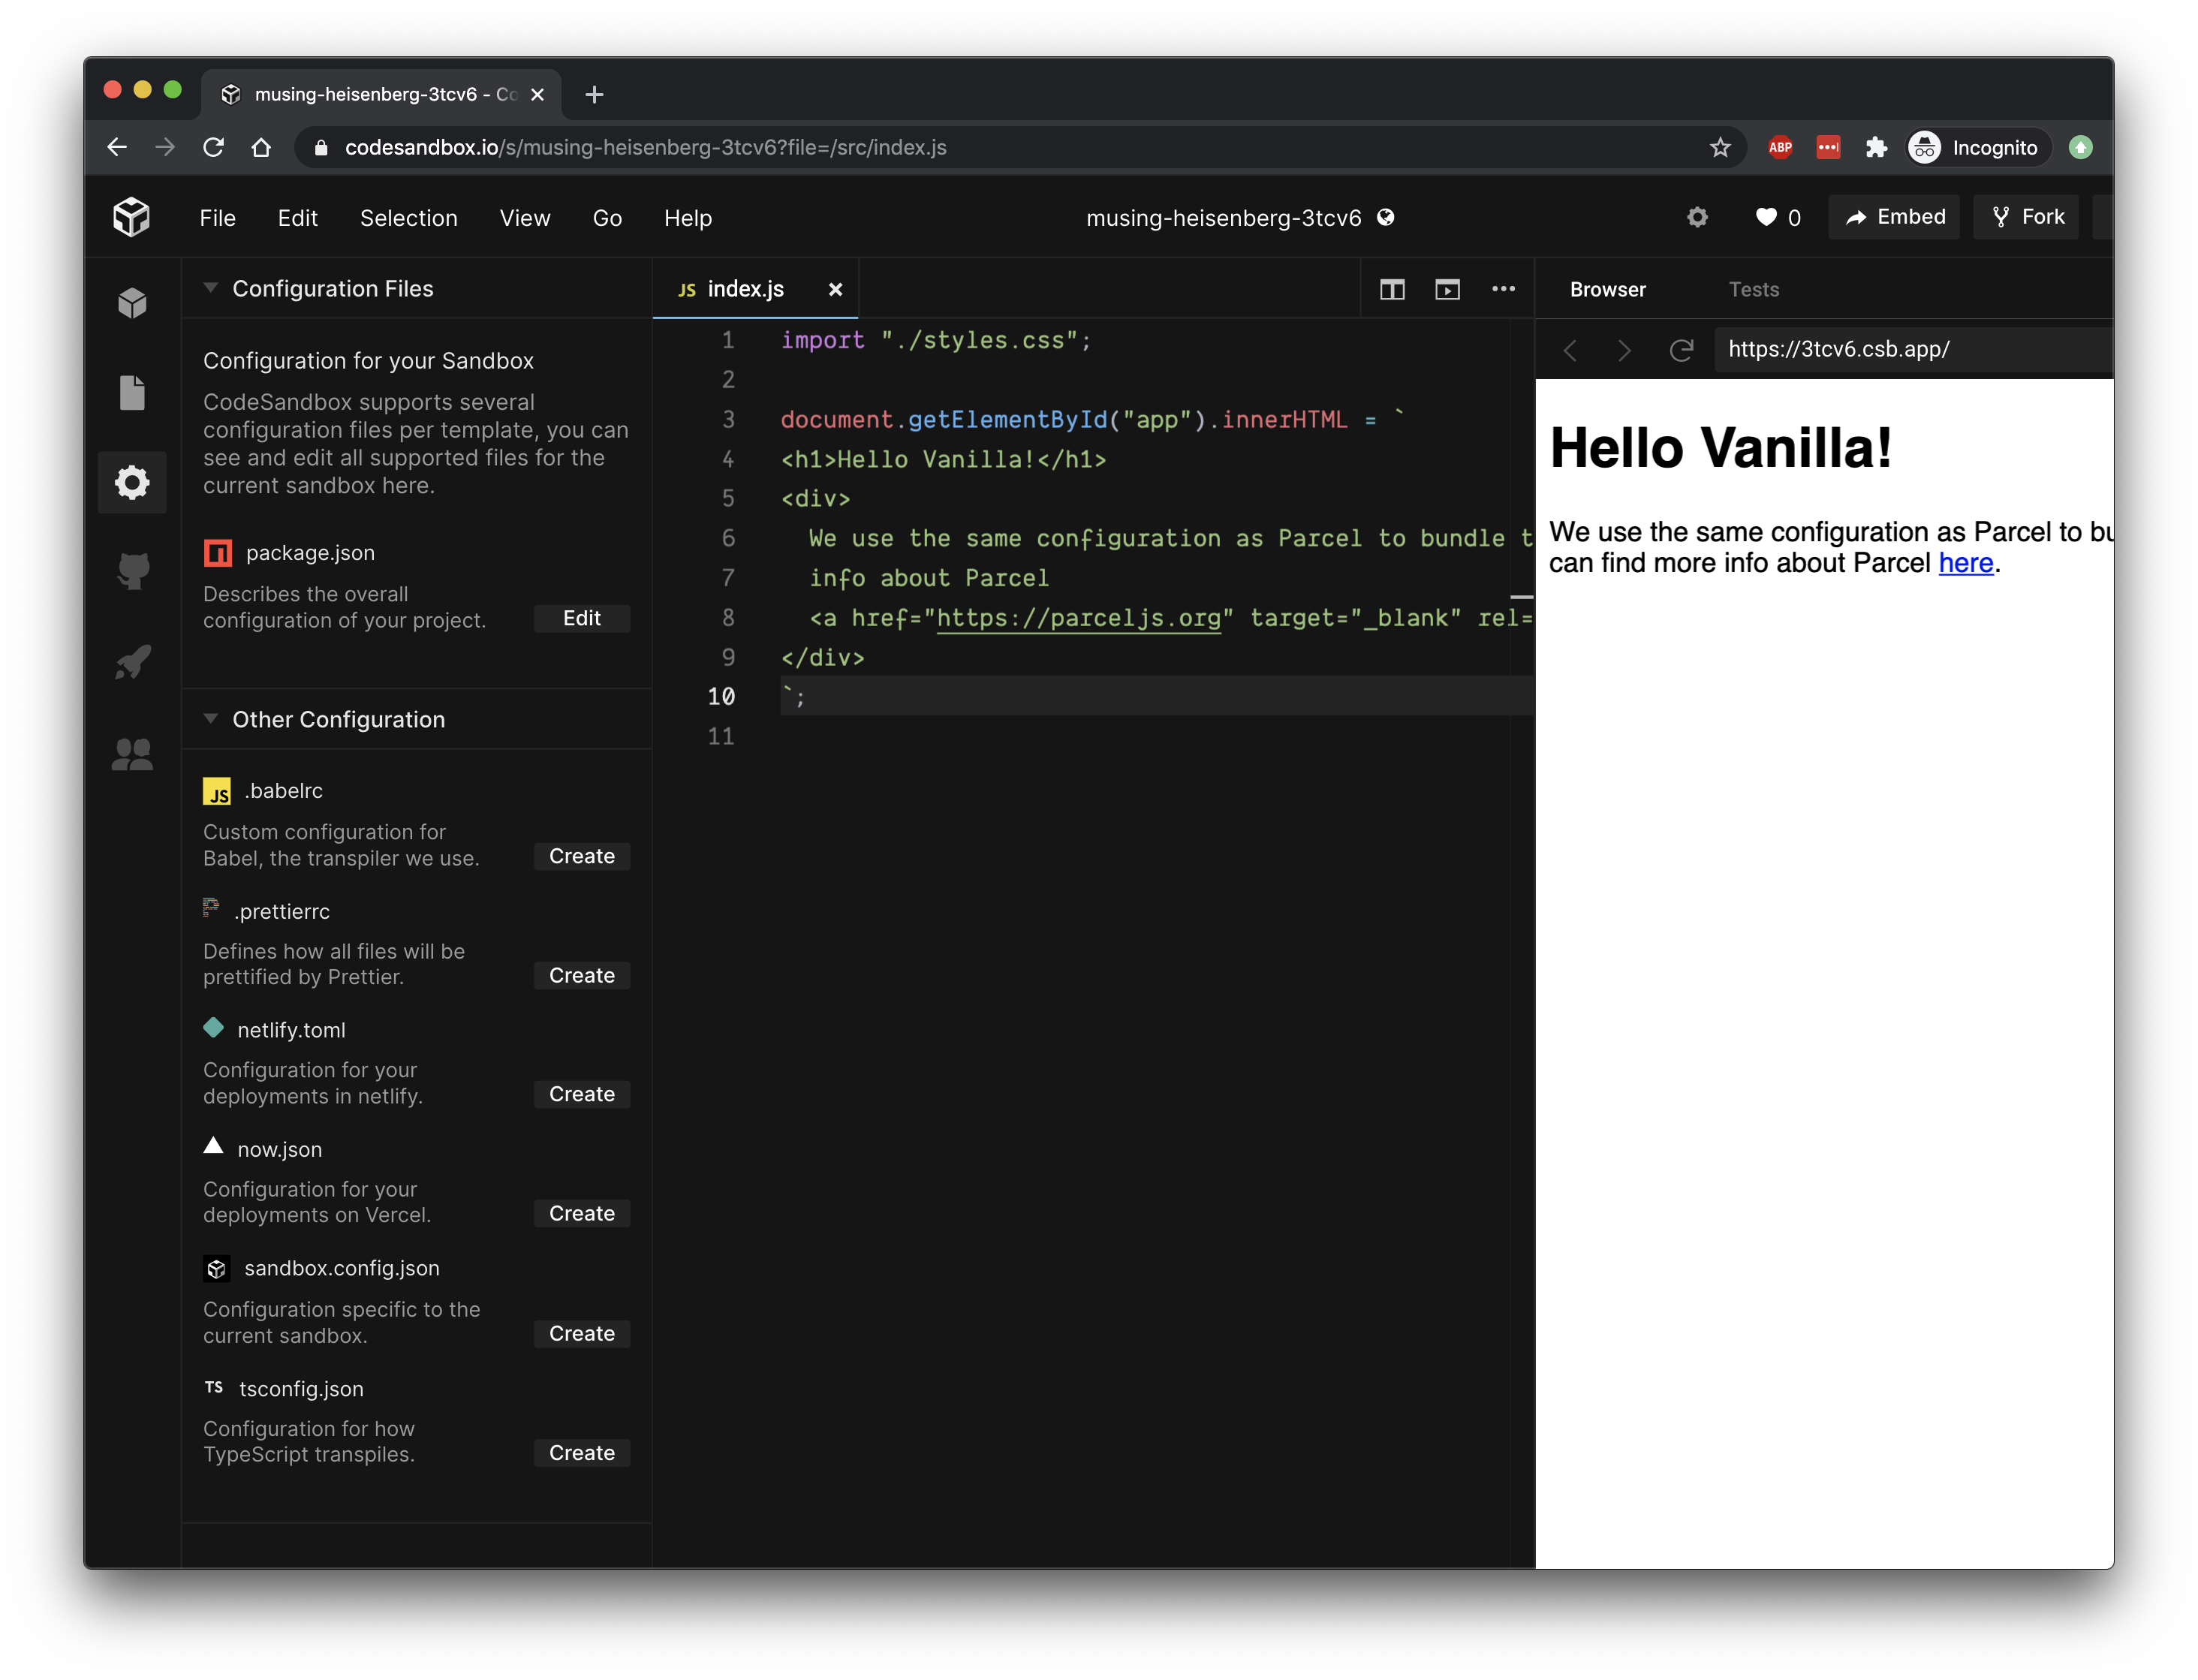 musing-heisenberg-3tcv6 - Co
codesandbox.io/s/musing-heisenberg-3tcv6?file=/src/index.js
ABP
Incognito
File Edit Selection View Go Help
musing-heisenberg-3tcv6
0
Embed
Fork
Configuration Files
Configuration for your Sandbox
CodeSandbox supports several
configuration files per template, you can
see and edit all supported files for the
current sandbox here.
package.json
Describes the overall
configuration of your project.
Edit
Other Configuration
JS .babelrc
Custom configuration for
Babel, the transpiler we use.
Create
.prettierrc
Defines how all files will be
prettified by Prettier.
Create
netlify.toml
Configuration for your
deployments in netlify.
Create
now.json
Configuration for your
deployments on Vercel.
Create
sandbox.config.json
Configuration specific to the
current sandbox.
Create
TS tsconfig.json
Configuration for how
TypeScript transpiles.
Create
JS index.js
1 import "./styles.css";
2
3 document.getElementById("app").innerHTML = `
4 <h1>Hello Vanilla!</h1>
5 <div>
6 We use the same configuration as Parcel to bundle t
7 info about Parcel
8 <a href="https://parceljs.org" target="_blank" rel=
9 </div>
10 `;
11
Browser Tests
https://3tcv6.csb.app/
Hello Vanilla!
We use the same configuration as Parcel to bu
can find more info about Parcel here.